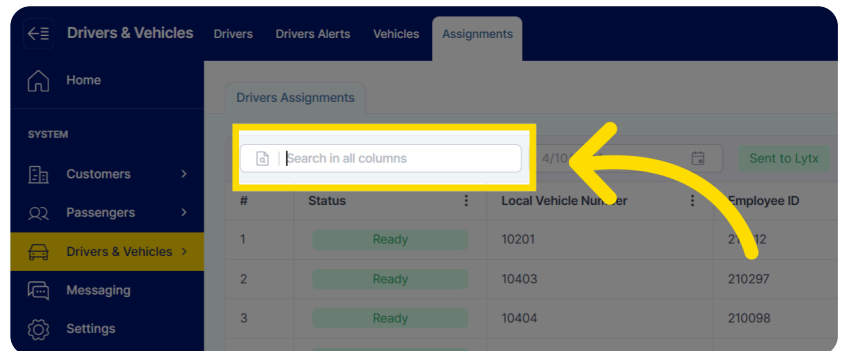 Drivers & Vehicles
Drivers
Drivers Alerts
Vehicles
Assignments
Home
SYSTEM
Customers
Passengers
Drivers & Vehicles
Messaging
Settings
Drivers Assignments
Search in all columns
Sent to Lytx
# Status Local Vehicle Number Employee ID
1 Ready 10201
2 Ready 10403 210297
3 Ready 10404 210098